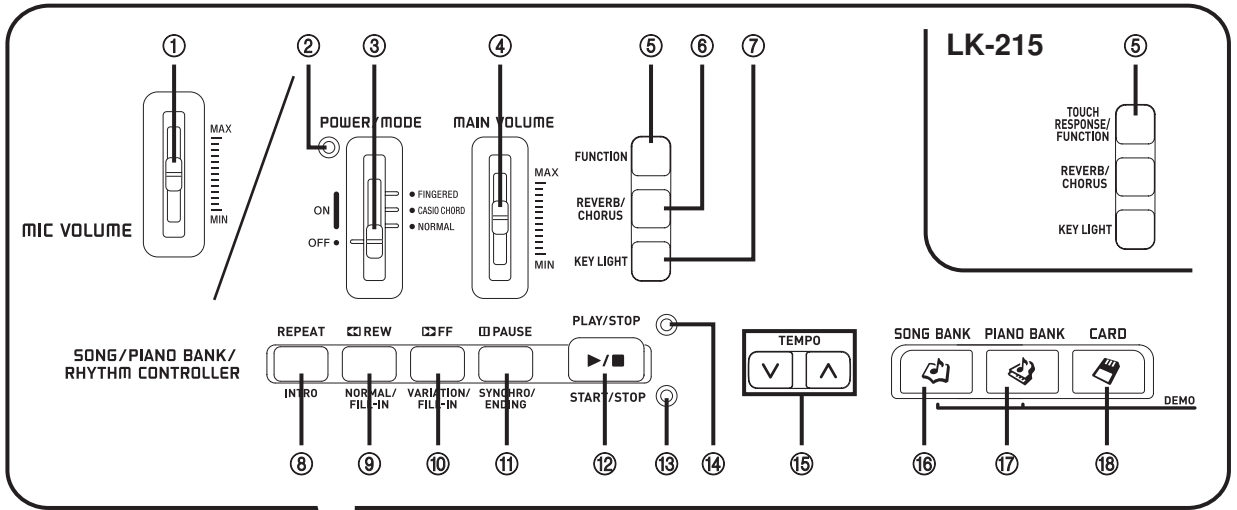 ① ② ③ ④ ⑤ ⑥ ⑦
LK-215
⑤
MAX
MIN
MIC VOLUME
POWER/MODE
ON
OFF •
• FINGERED
• CASIO CHORD
• NORMAL
MAIN VOLUME
MAX
MIN
FUNCTION
REVERB/
CHORUS
KEY LIGHT
TOUCH
RESPONSE/
FUNCTION
REVERB/
CHORUS
KEY LIGHT
SONG/PIANO BANK/
RHYTHM CONTROLLER
REPEAT
REW
FF
PAUSE
PLAY/STOP
INTRO
NORMAL/
FILL-IN
VARIATION/
FILL-IN
SYNCHRO/
ENDING
START/STOP
TEMPO
SONG BANK
PIANO BANK
CARD
DEMO
⑧ ⑨ ⑩ ⑪ ⑫ ⑬ ⑭ ⑮ ⑯ ⑰ ⑱